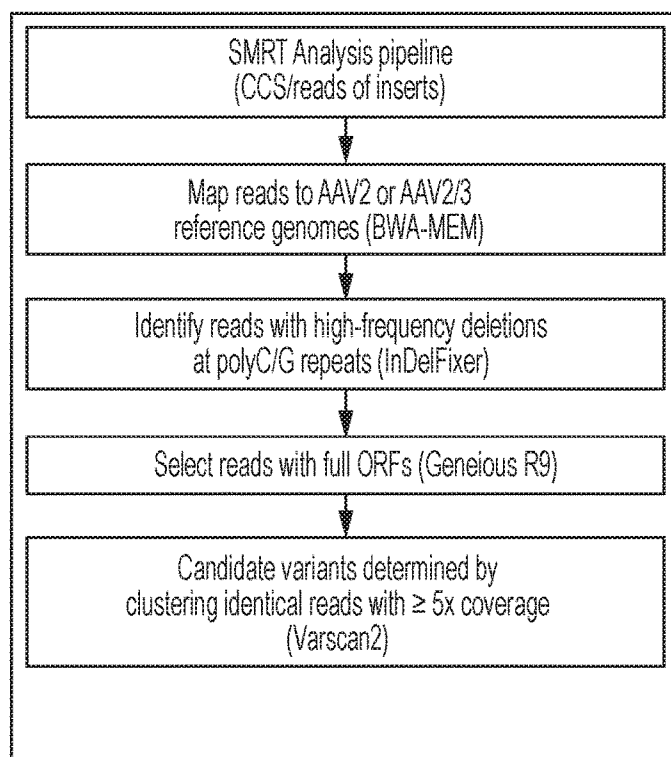 SMRT Analysis pipeline
(CCS/reads of inserts)
Map reads to AAV2 or AAV2/3
reference genomes (BWA-MEM)
Identify reads with high-frequency deletions
at polyC/G repeats (InDelFixer)
Select reads with full ORFs (Geneious R9)
Candidate variants determined by
clustering identical reads with ≥ 5x coverage
(Varscan2)